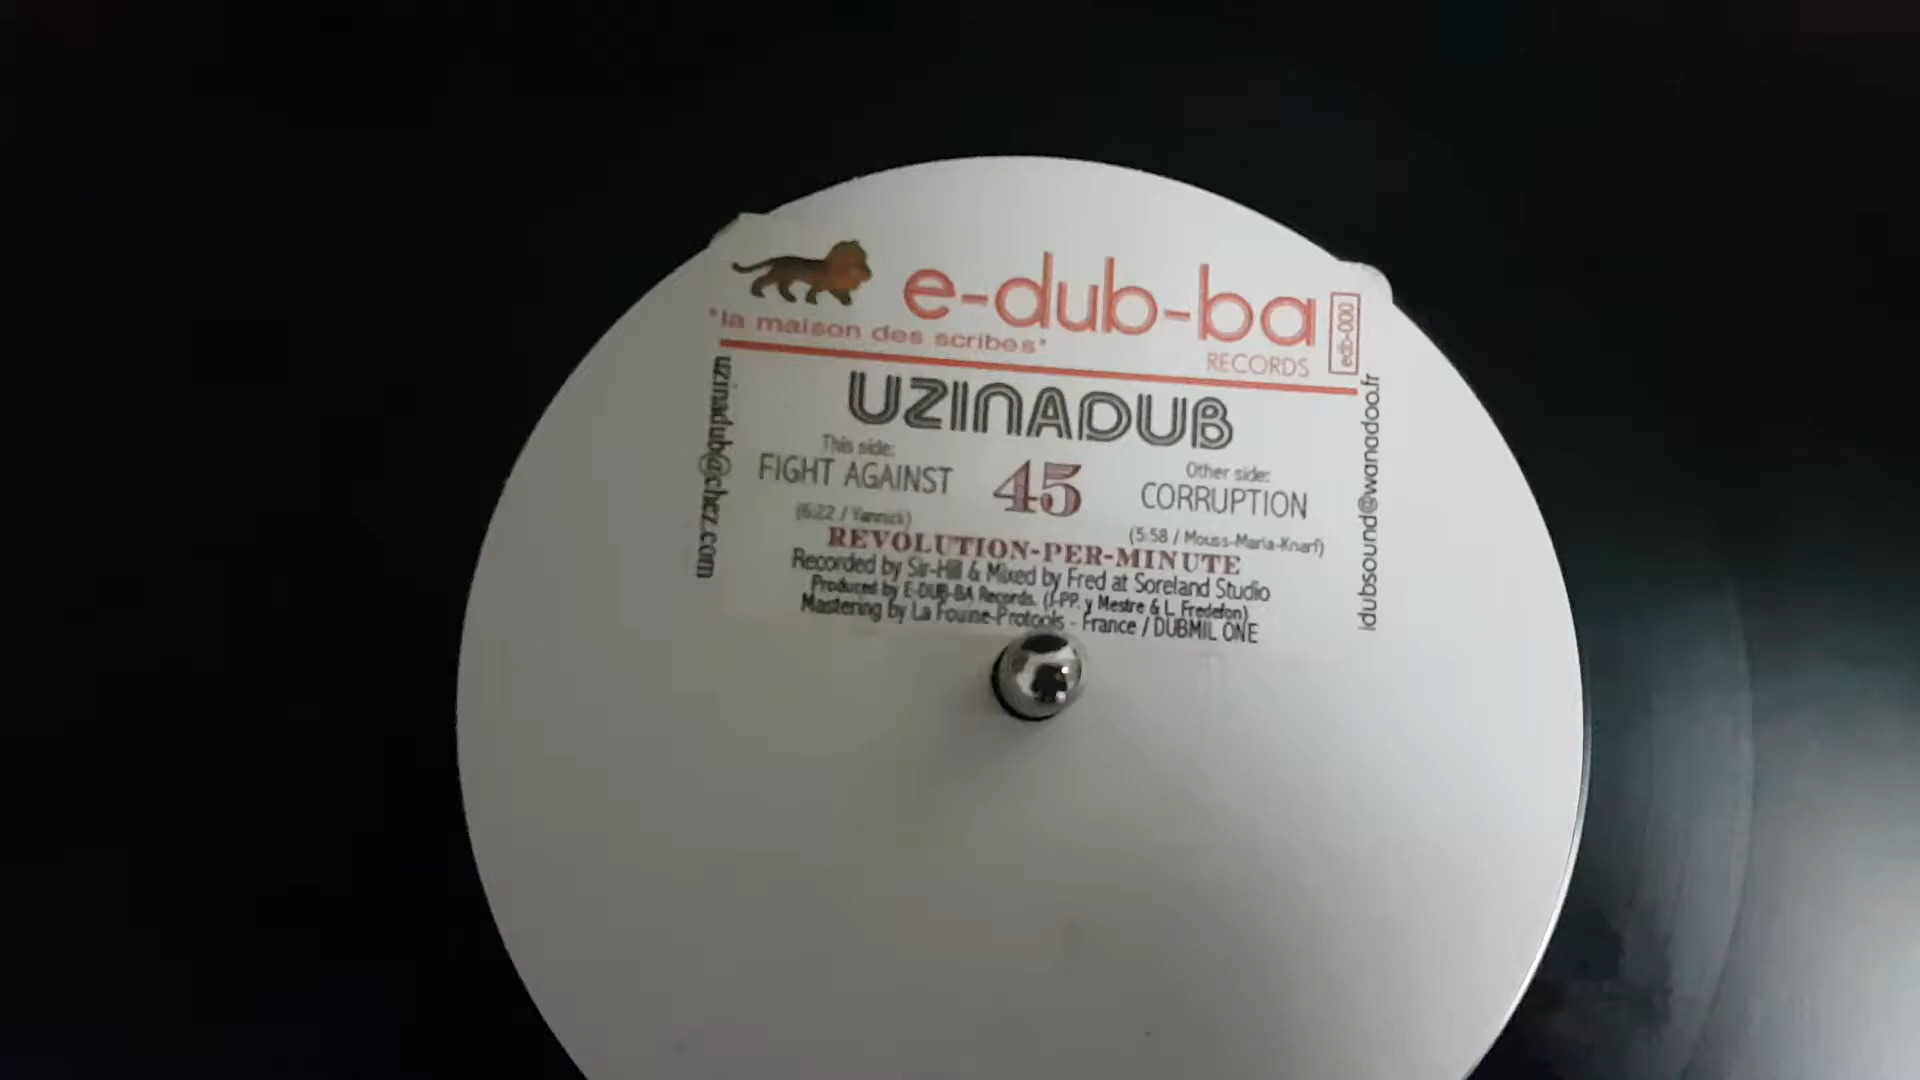 e-dub-ba
"la maison des scribes"
RECORDS
edb-000
UZINADUB
This side:
FIGHT AGAINST
(6:22 / Yannick)
45
Other side:
CORRUPTION
(5:58 / Mouss-Maria-Knarf)
REVOLUTION-PER-MINUTE
Recorded by Sir-Hill & Mixed by Fred at Soreland Studio
Produced by E-DUB-BA Records. (J-PP. y Mestre & L. Fredefon)
Mastering by La Fouine-Protools - France / DUBMIL ONE
uzinadub@chez.com
ldubsound@wanadoo.fr